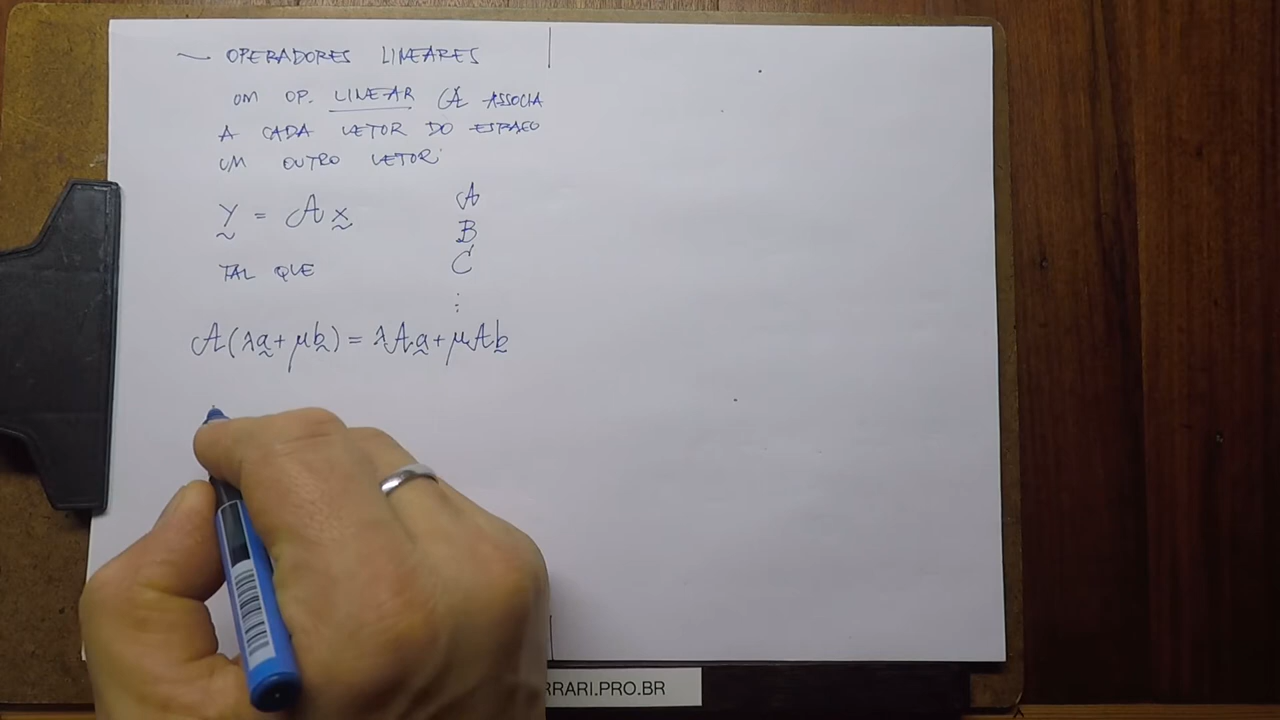 ~ OPERADORES LINEARES
UM OP. LINEAR A ASSOCIA
A CADA VETOR DO ESPAÇO
UM OUTRO VETOR:
y = A x
A
B
C
⋮
TAL QUE
A(λa + μb) = λAa + μAb
RRARI.PRO.BR